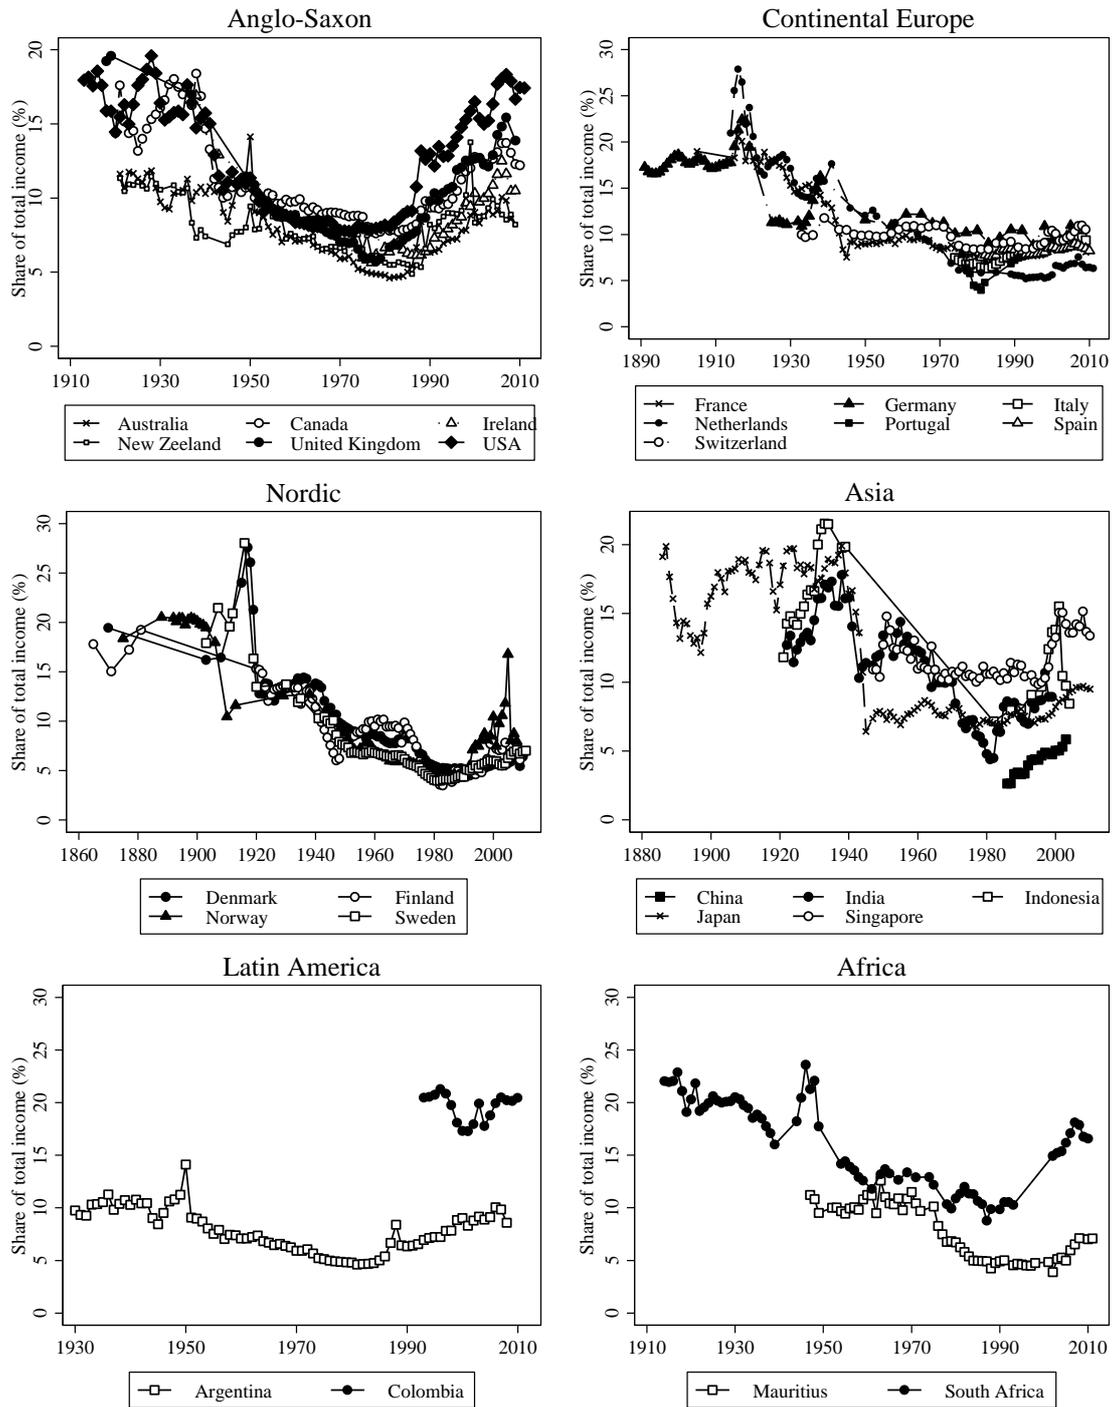 Anglo-Saxon
Share of total income (%)
0 5 10 15 20
1910 1930 1950 1970 1990 2010
Australia Canada Ireland
New Zeeland United Kingdom USA
Continental Europe
Share of total income (%)
0 5 10 15 20 25 30
1890 1910 1930 1950 1970 1990 2010
France Germany Italy
Netherlands Portugal Spain
Switzerland
Nordic
Share of total income (%)
0 5 10 15 20 25 30
1860 1880 1900 1920 1940 1960 1980 2000
Denmark Finland
Norway Sweden
Asia
Share of total income (%)
0 5 10 15 20
1880 1900 1920 1940 1960 1980 2000
China India Indonesia
Japan Singapore
Latin America
Share of total income (%)
0 5 10 15 20 25 30
1930 1950 1970 1990 2010
Argentina Colombia
Africa
Share of total income (%)
0 5 10 15 20 25 30
1910 1930 1950 1970 1990 2010
Mauritius South Africa